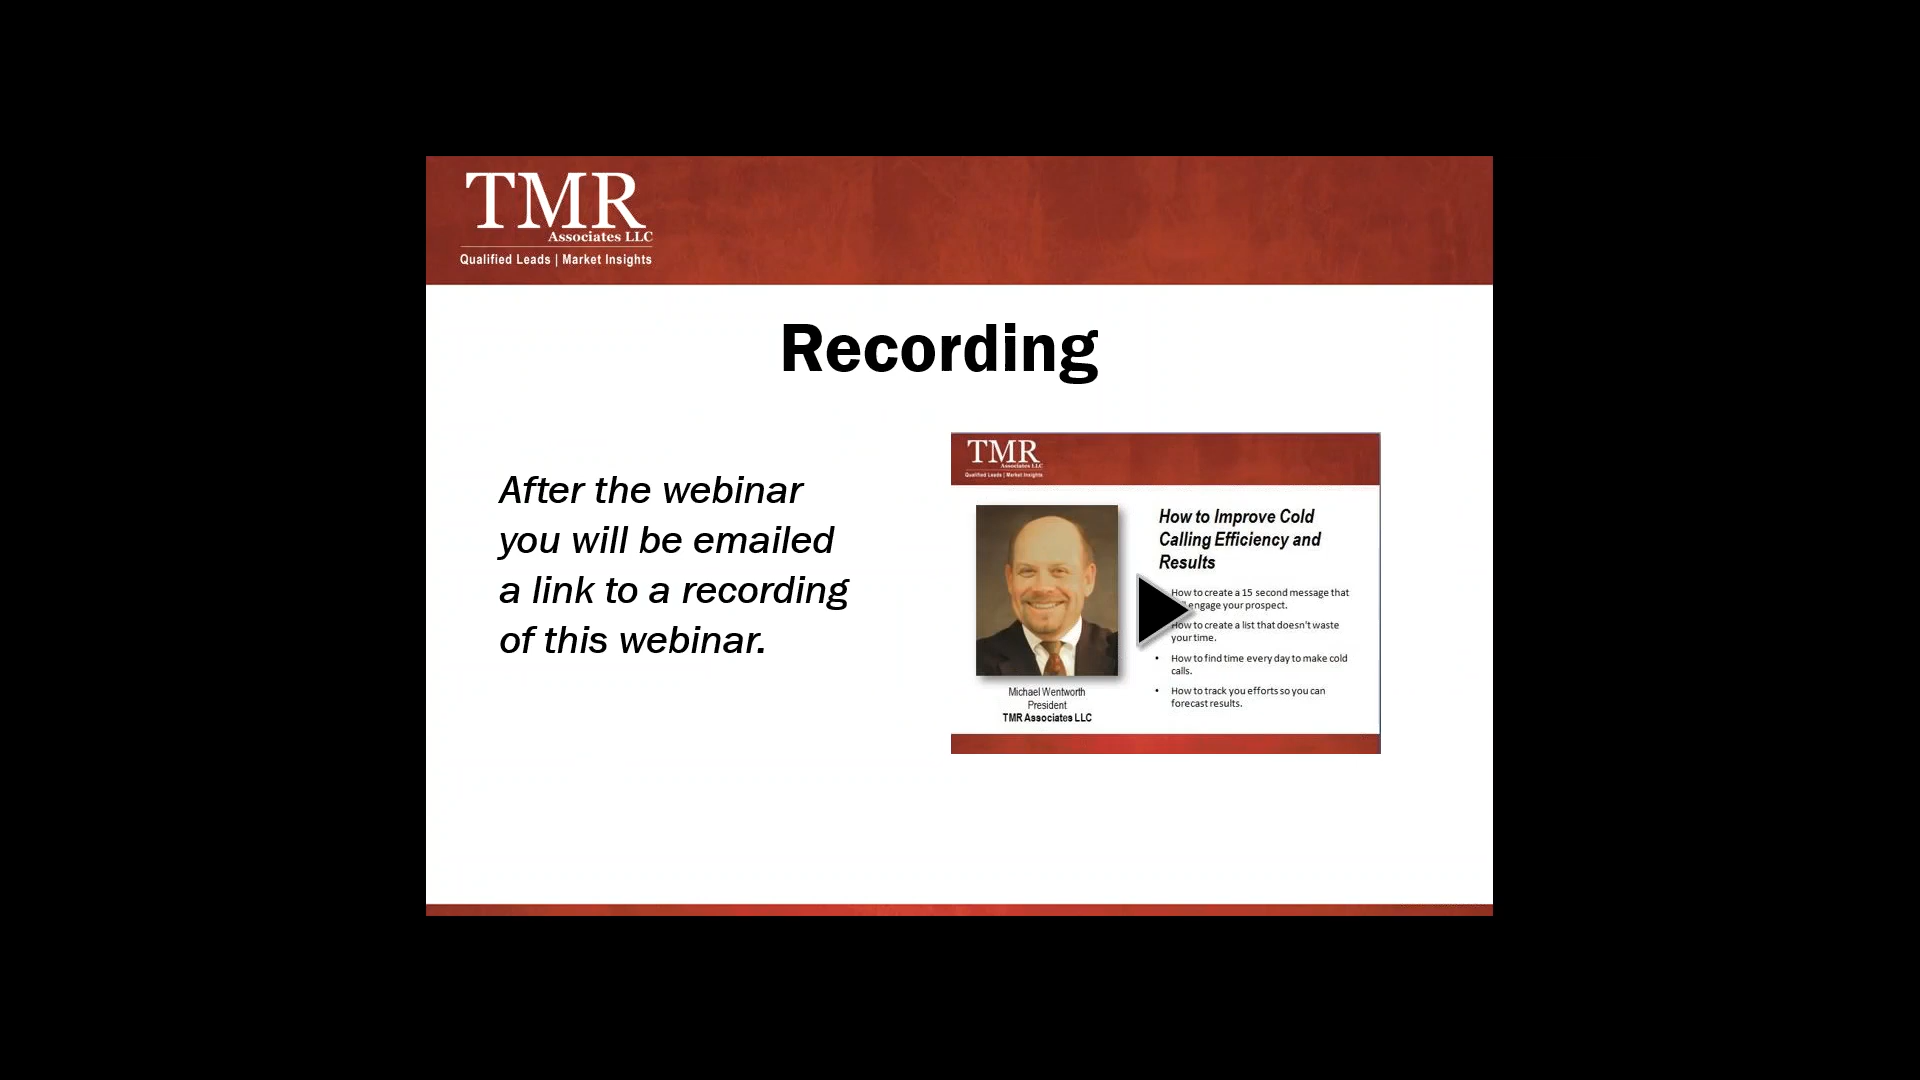 TMR
Associates LLC
Qualified Leads | Market Insights
Recording
After the webinar
you will be emailed
a link to a recording
of this webinar.
TMR
Associates LLC
Qualified Leads | Market Insights
How to Improve Cold
Calling Efficiency and
Results
How to create a 15 second message that
engage your prospect.
How to create a list that doesn't waste
your time.
• How to find time every day to make cold
calls.
• How to track you efforts so you can
forecast results.
Michael Wentworth
President
TMR Associates LLC